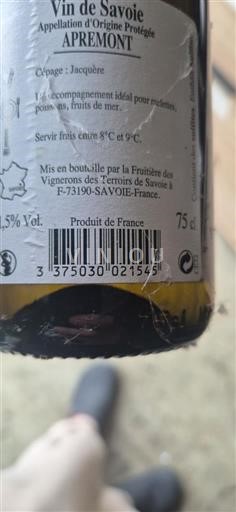 Vin de Savoie
Appellation d'Origine Protégée
APREMONT
Cépage : Jacquère
accompagnement idéal pour
poissons, fruits de mer.
Servir frais entre 8°C et 9°C.
Mis en bouteille par la Fruitière des
Vignerons des Terroirs de Savoie à
F-73190-SAVOIE-France.
,5% Vol.
Produit de France
75 cl
3 375030 021545